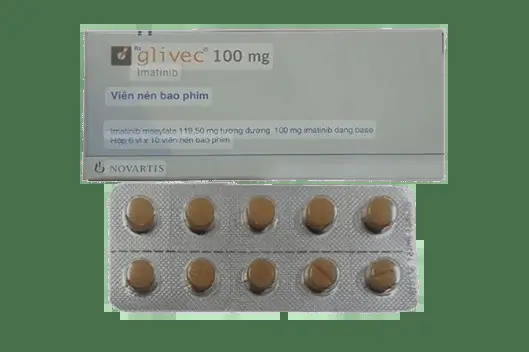 Rx glivec® 100 mg
Imatinib
Viên nén bao phim
Imatinib mesylate 119,50 mg tương đương 100 mg imatinib dạng base
Hộp 6 vỉ x 10 viên nén bao phim
NOVARTIS